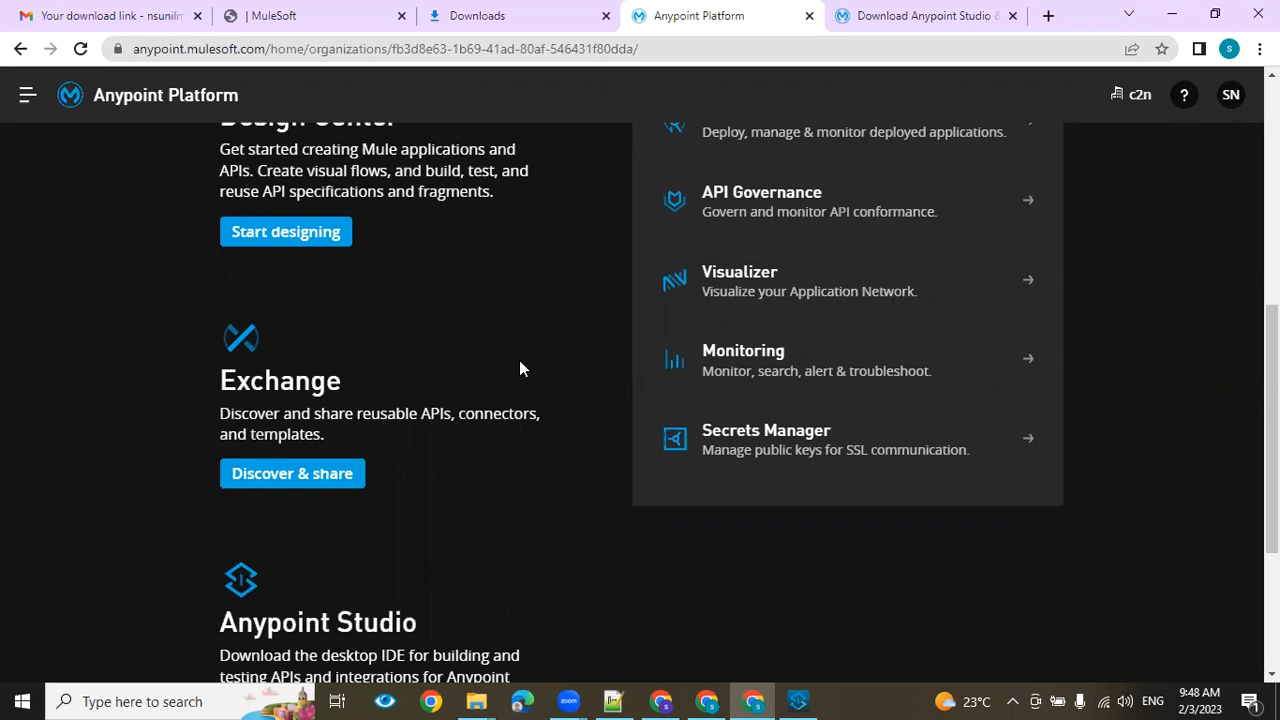 Your download link - nsunilm
MuleSoft
Downloads
Anypoint Platform
Download Anypoint Studio &
anypoint.mulesoft.com/home/organizations/fb3d8e63-1b69-41ad-80af-546431f80dda/
S
Anypoint Platform
c2n
?
SN
Design Center
Get started creating Mule applications and
APIs. Create visual flows, and build, test, and
reuse API specifications and fragments.
Start designing
Exchange
Discover and share reusable APIs, connectors,
and templates.
Discover & share
Anypoint Studio
Download the desktop IDE for building and
testing APIs and integrations for Anypoint
Deploy, manage & monitor deployed applications.
API Governance
Govern and monitor API conformance.
Visualizer
Visualize your Application Network.
Monitoring
Monitor, search, alert & troubleshoot.
Secrets Manager
Manage public keys for SSL communication.
Type here to search
zoom
23°C
ENG
9:48 AM
2/3/2023
1